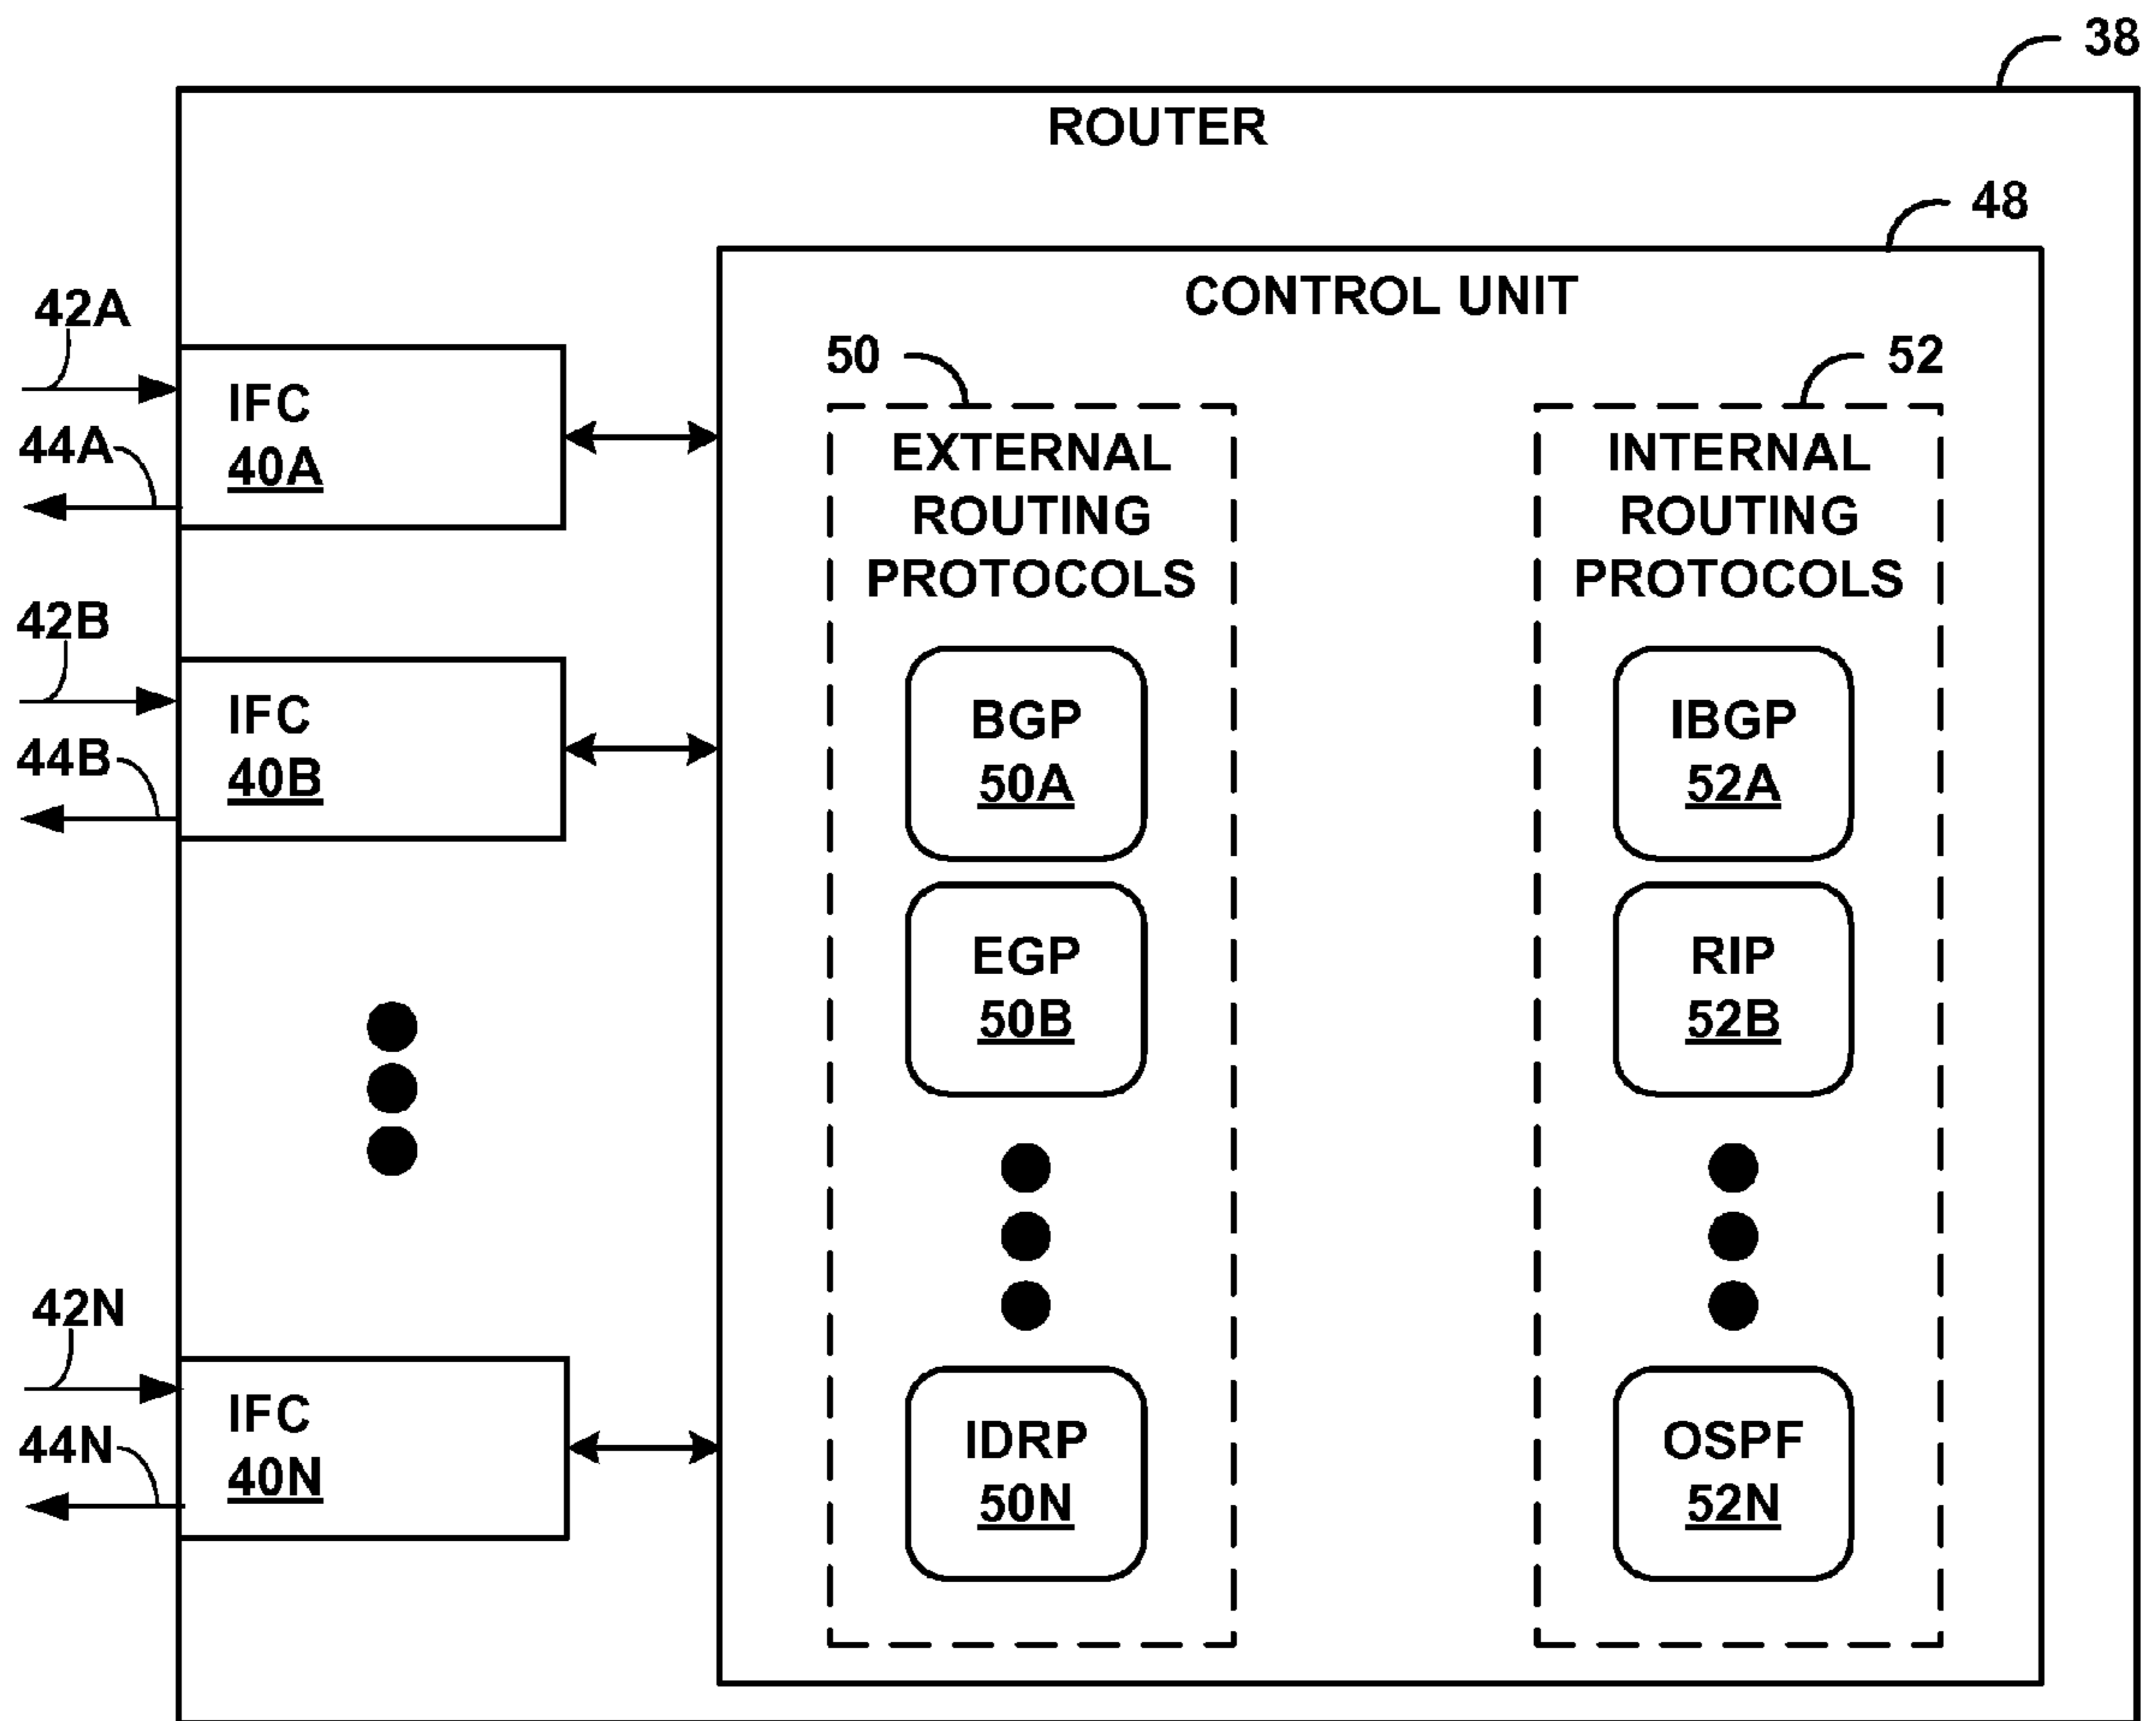 38
ROUTER
48
CONTROL UNIT
42A
IFC
40A
44A
42B
IFC
40B
44B
42N
IFC
40N
44N
50
EXTERNAL
ROUTING
PROTOCOLS
BGP
50A
EGP
50B
IDRP
50N
52
INTERNAL
ROUTING
PROTOCOLS
IBGP
52A
RIP
52B
OSPF
52N